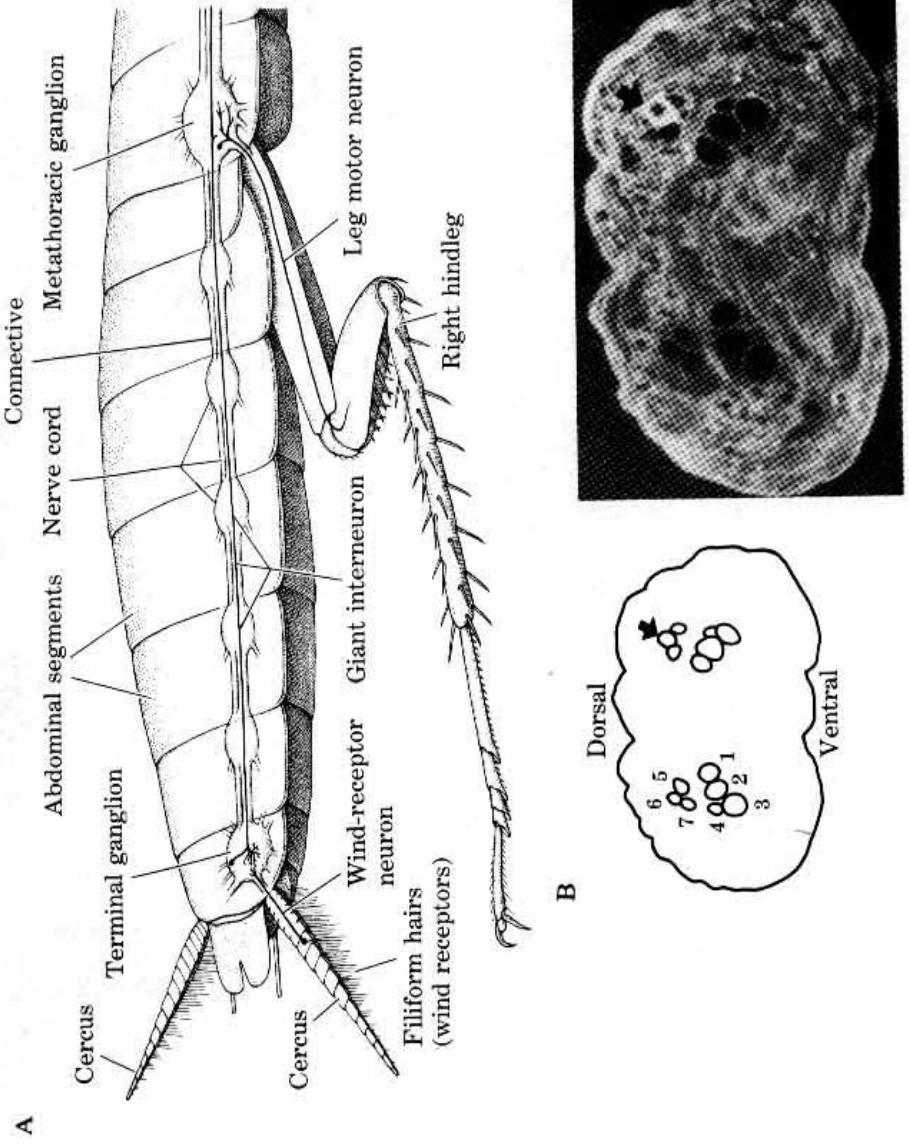 A
Cercus
Terminal ganglion
Abdominal segments
Nerve cord
Connective
Metathoracic ganglion
Cercus
Filiform hairs
(wind receptors)
Wind-receptor
neuron
Giant interneuron
Right hindleg
Leg motor neuron
B
Dorsal
6
5
7
4
1
2
3
Ventral